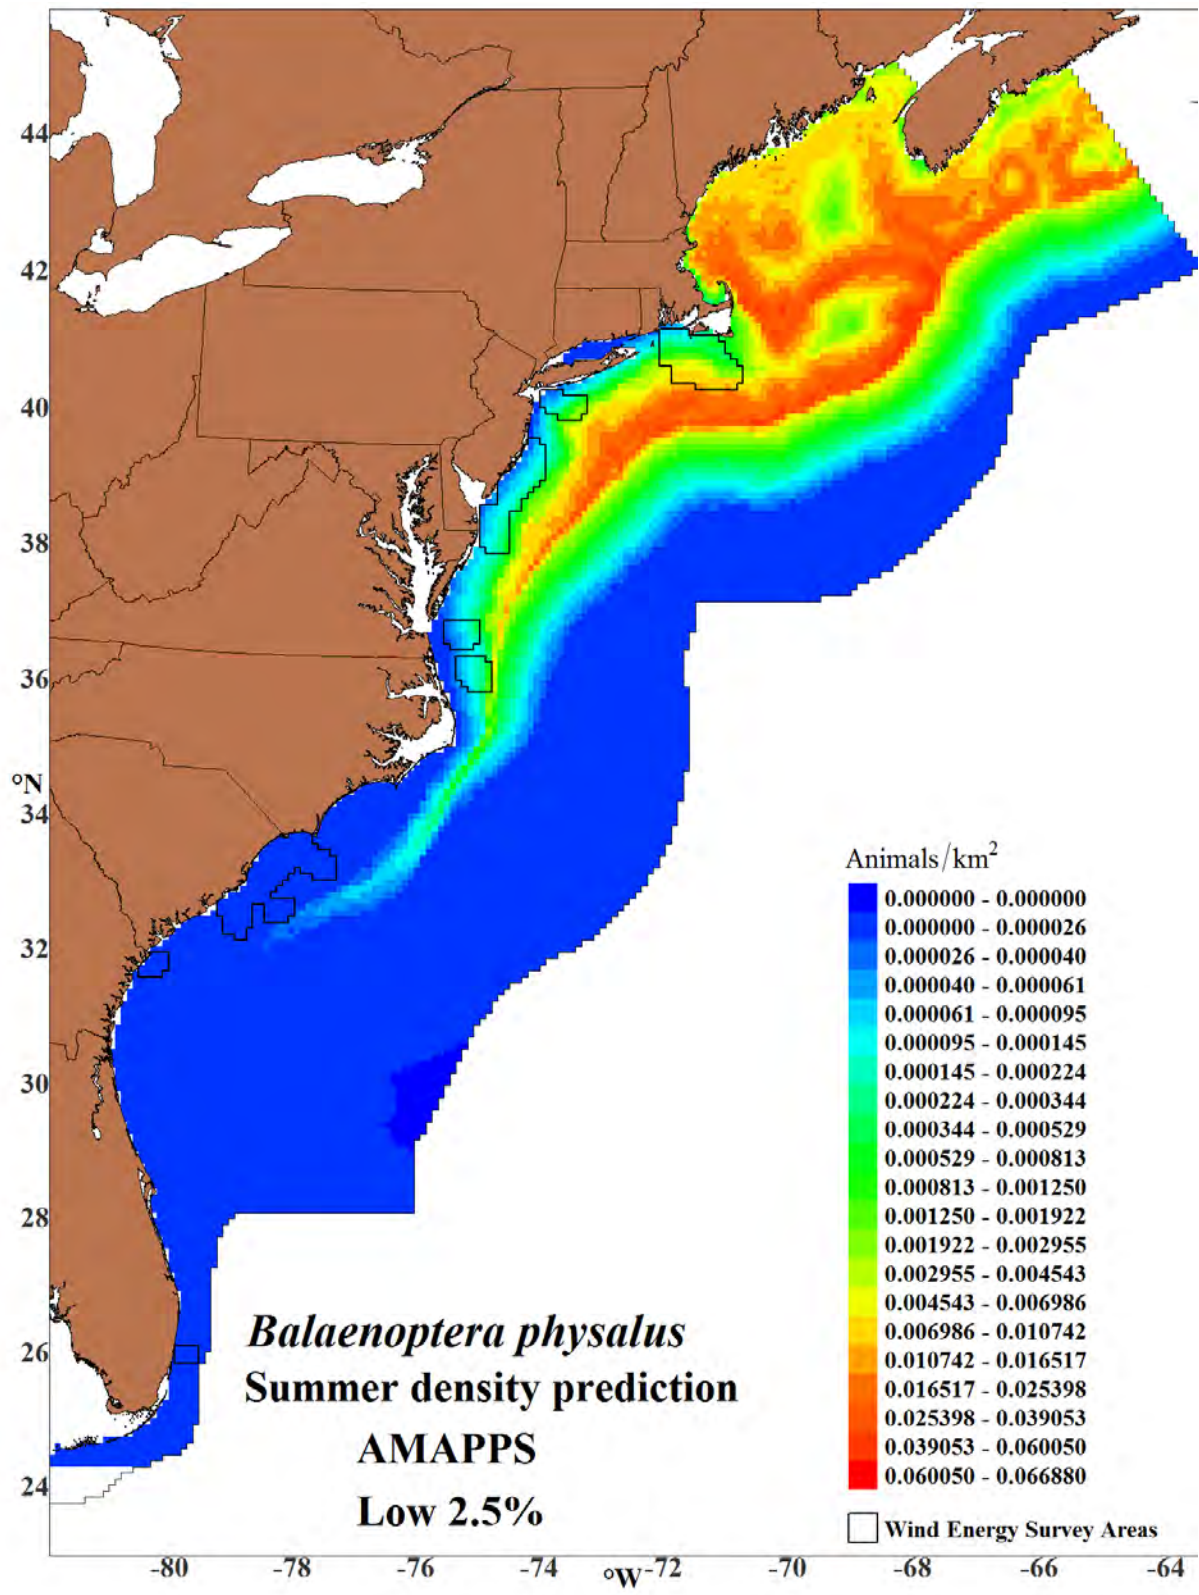 44
42
40
38
36
°N
34
32
30
28
26
24
Animals/km²
0.000000 - 0.000000
0.000000 - 0.000026
0.000026 - 0.000040
0.000040 - 0.000061
0.000061 - 0.000095
0.000095 - 0.000145
0.000145 - 0.000224
0.000224 - 0.000344
0.000344 - 0.000529
0.000529 - 0.000813
0.000813 - 0.001250
0.001250 - 0.001922
0.001922 - 0.002955
0.002955 - 0.004543
0.004543 - 0.006986
0.006986 - 0.010742
0.010742 - 0.016517
0.016517 - 0.025398
0.025398 - 0.039053
0.039053 - 0.060050
0.060050 - 0.066880
Wind Energy Survey Areas
Balaenoptera physalus
Summer density prediction
AMAPPS
Low 2.5%
-80 -78 -76 -74 °W -72 -70 -68 -66 -64